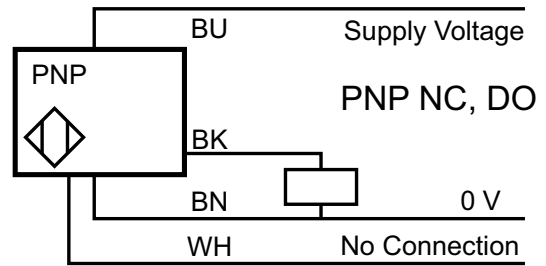 BU Supply Voltage
PNP
PNP NC, DO
BK
BN 0 V
WH No Connection